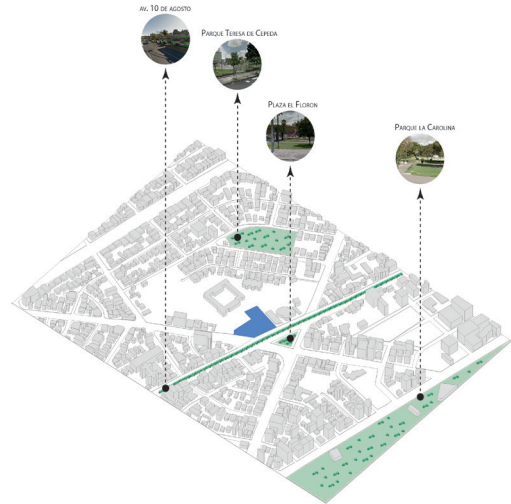 AV. 10 DE AGOSTO
PARQUE TERESA DE CEPEDA
PLAZA EL FLORON
PARQUE LA CAROLINA